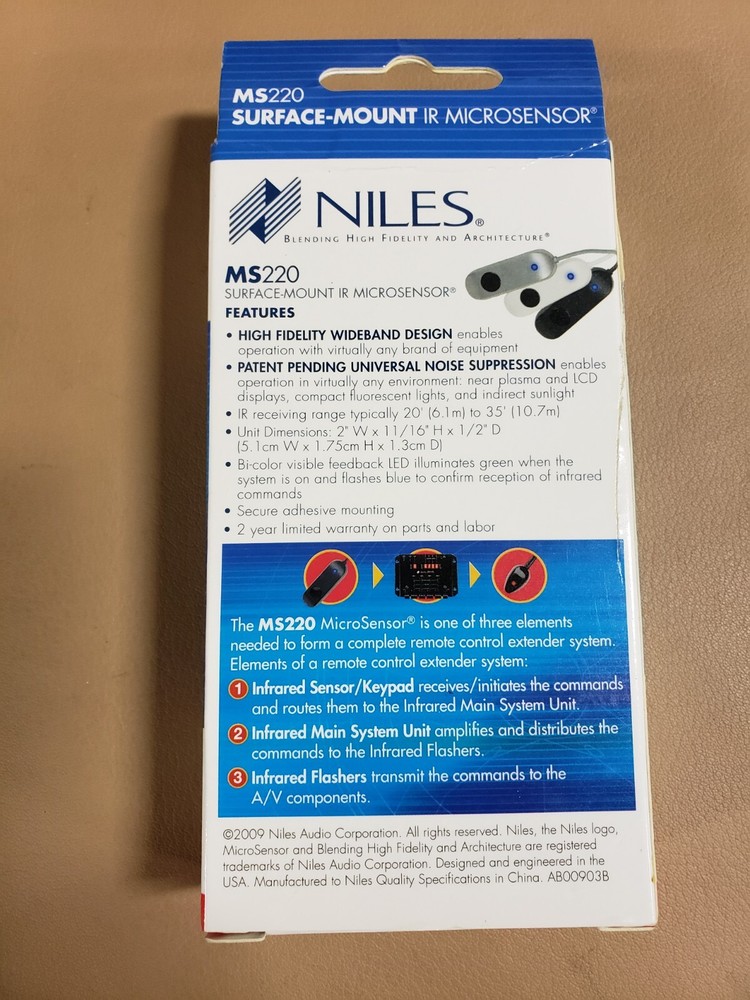 MS220
SURFACE-MOUNT IR MICROSENSOR®
NILES®
BLENDING HIGH FIDELITY AND ARCHITECTURE®
MS220
SURFACE-MOUNT IR MICROSENSOR®
FEATURES
• HIGH FIDELITY WIDEBAND DESIGN enables
operation with virtually any brand of equipment
• PATENT PENDING UNIVERSAL NOISE SUPPRESSION enables
operation in virtually any environment: near plasma and LCD
displays, compact fluorescent lights, and indirect sunlight
• IR receiving range typically 20' (6.1m) to 35' (10.7m)
• Unit Dimensions: 2" W x 11/16" H x 1/2" D
(5.1cm W x 1.75cm H x 1.3cm D)
• Bi-color visible feedback LED illuminates green when the
system is on and flashes blue to confirm reception of infrared
commands
• Secure adhesive mounting
• 2 year limited warranty on parts and labor
The MS220 MicroSensor® is one of three elements
needed to form a complete remote control extender system.
Elements of a remote control extender system:
1 Infrared Sensor/Keypad receives/initiates the commands
and routes them to the Infrared Main System Unit.
2 Infrared Main System Unit amplifies and distributes the
commands to the Infrared Flashers.
3 Infrared Flashers transmit the commands to the
A/V components.
©2009 Niles Audio Corporation. All rights reserved. Niles, the Niles logo,
MicroSensor and Blending High Fidelity and Architecture are registered
trademarks of Niles Audio Corporation. Designed and engineered in the
USA. Manufactured to Niles Quality Specifications in China. AB00903B